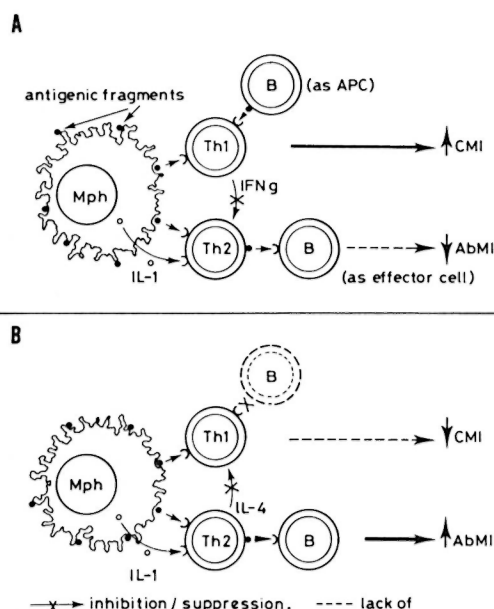 A
B (as APC)
antigenic fragments
Th1
CMI
Mph
IFNg
Th2
B
AbMI
IL-1
(as effector cell)
B
B
Th1
CMI
Mph
IL-4
Th2
B
AbMI
IL-1
inhibition / suppression, ---- lack of